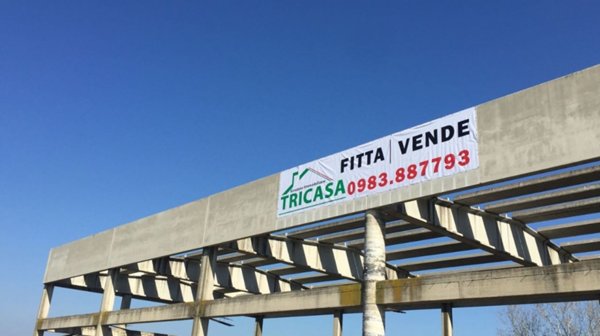 FITTA | VENDE
TRICASA 0983.887793